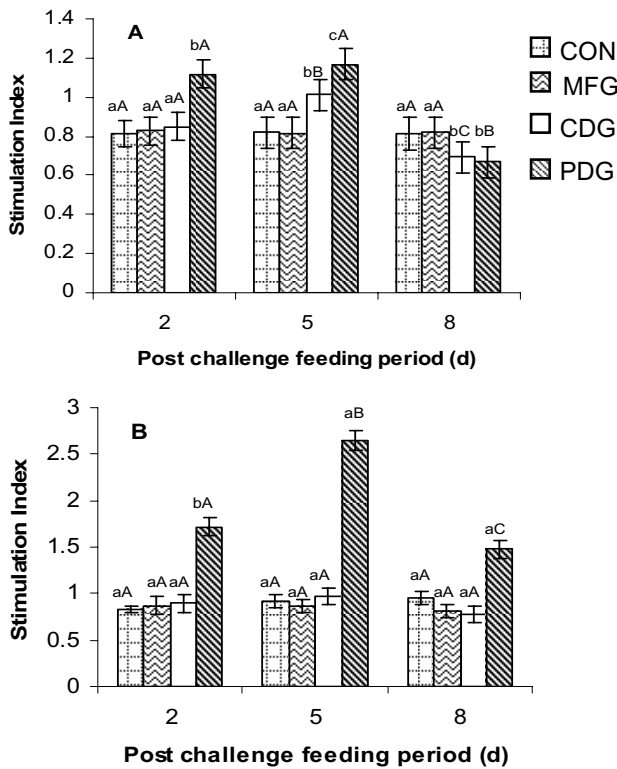 A
Stimulation Index
1.4
1.2
1
0.8
0.6
0.4
0.2
0
aA aA aA bA
aA aA bB cA
aA aA bC bB
2 5 8
Post challenge feeding period (d)
CON
MFG
CDG
PDG
B
Stimulation Index
3
2.5
2
1.5
1
0.5
0
aA aA aA bA
aA aA aA aB
aA aA aA aC
2 5 8
Post challenge feeding period (d)